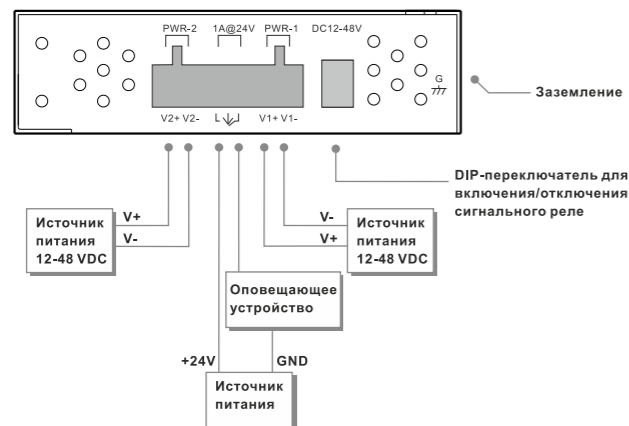 PWR-2 1A@24V PWR-1 DC12-48V
G
Заземление
V2+ V2- L V1+ V1-
DIP-переключатель для
включения/отключения
сигнального реле
V+
V-
Источник
питания
12-48 VDC
V-
V+
Источник
питания
12-48 VDC
Оповещающее
устройство
+24V GND
Источник
питания